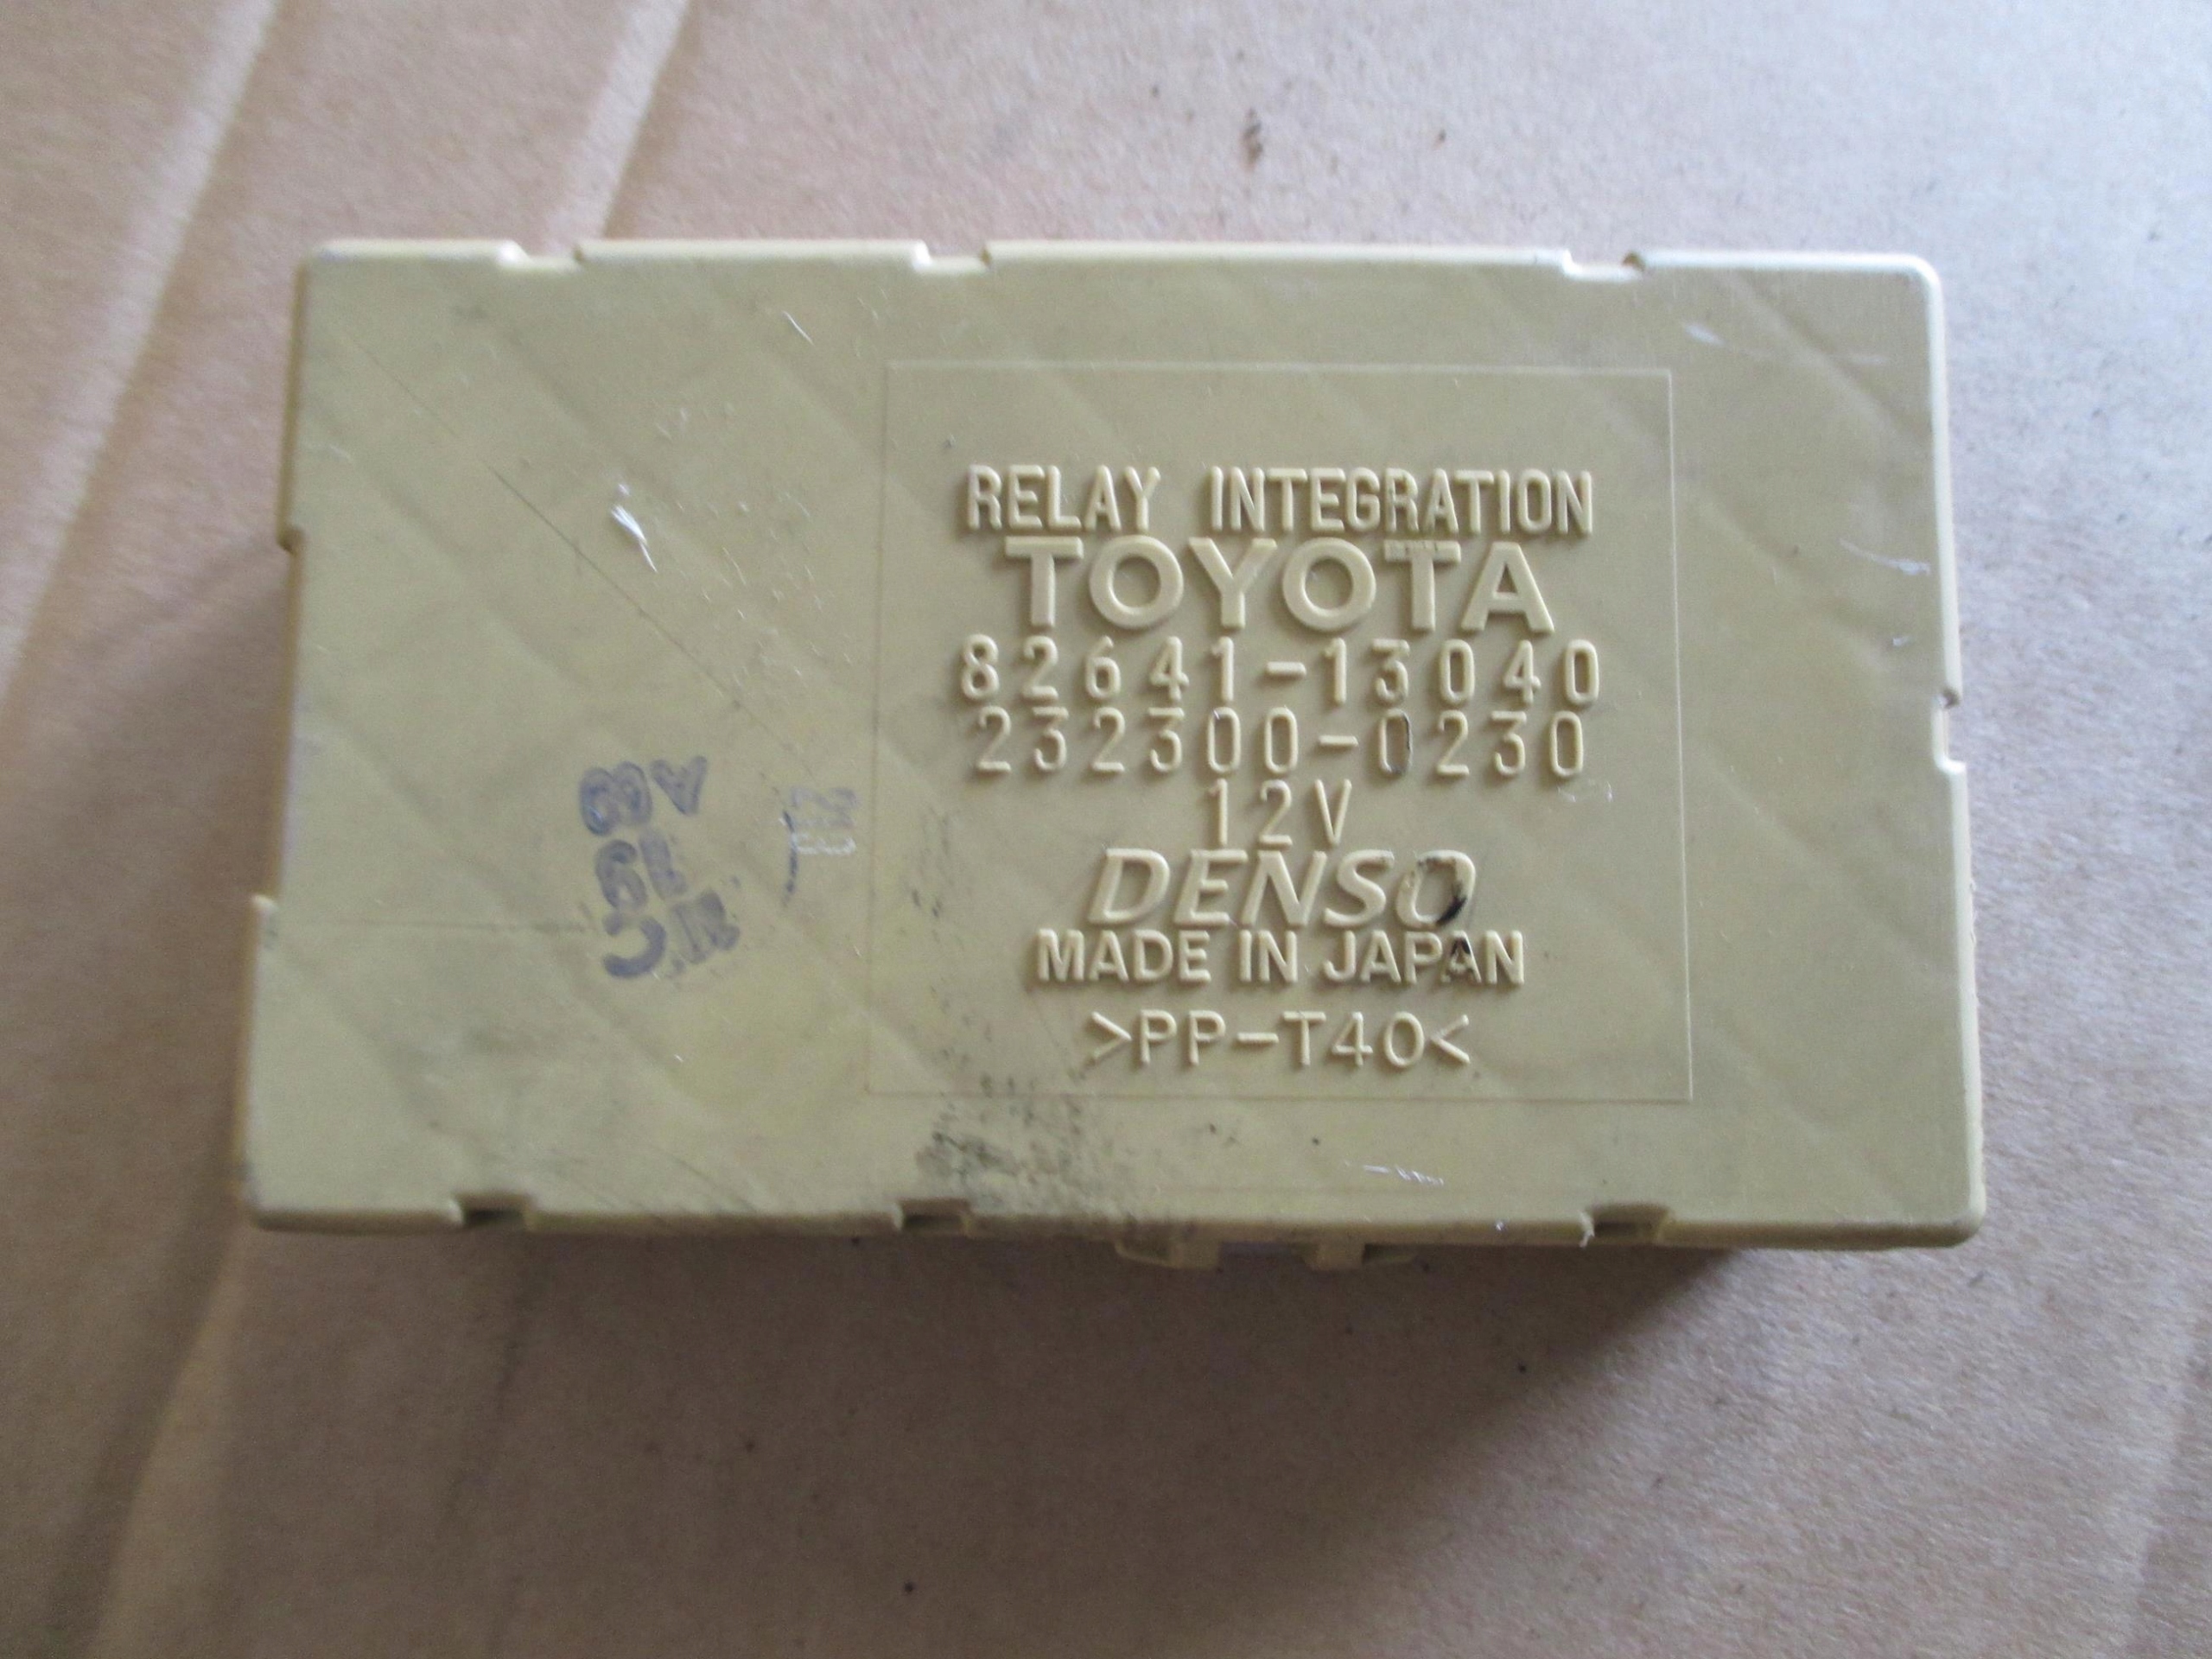 RELAY INTEGRATION
TOYOTA
82641-13040
232300-0230
12V
DENSO
MADE IN JAPAN
>PP-T40<